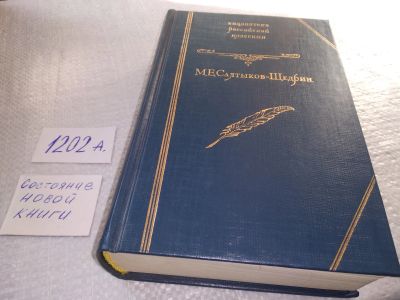 библиотека
российской
классики
М.Е.Салтыков-Щедрин
1202 А.
Состояние
новой
книги